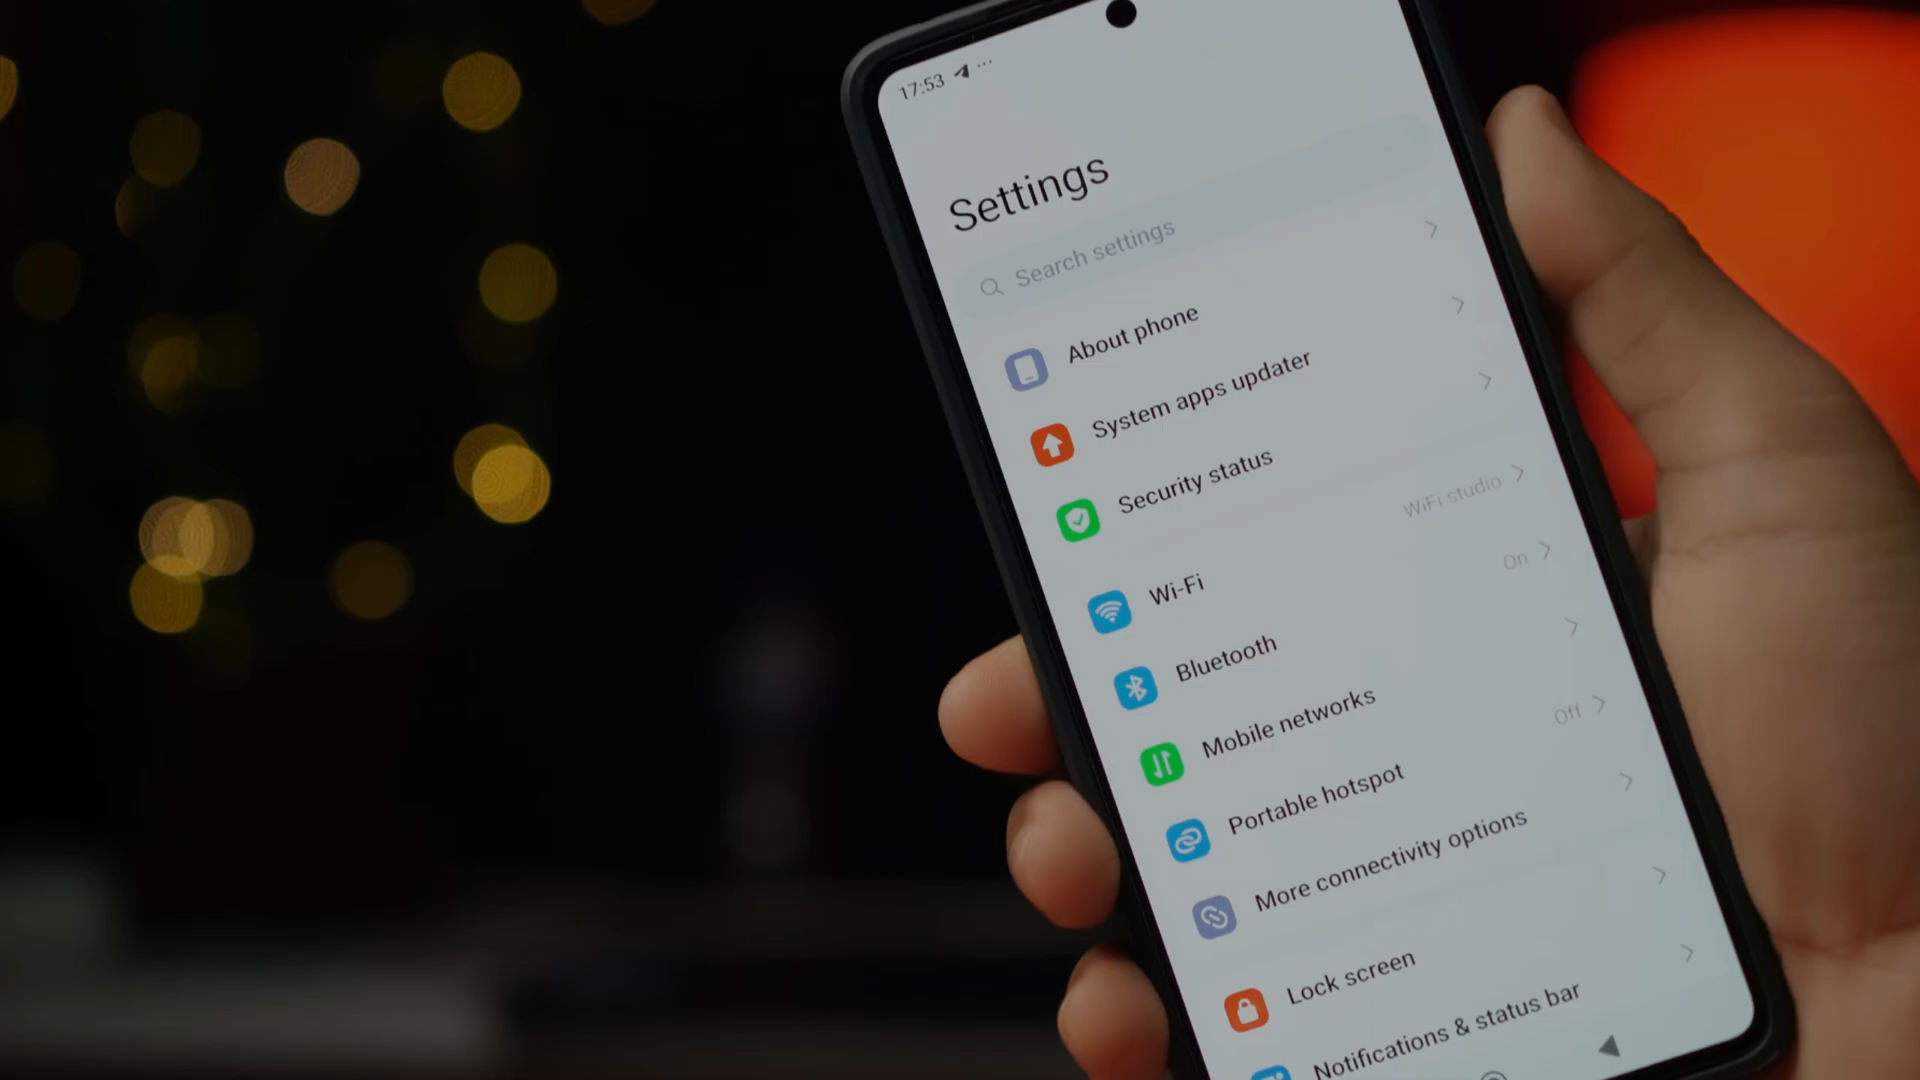 17:53 ...
Settings
Search settings
About phone
System apps updater
Security status
Wi-Fi WiFi studio
Bluetooth On
Mobile networks
Portable hotspot Off
More connectivity options
Lock screen
Notifications & status bar